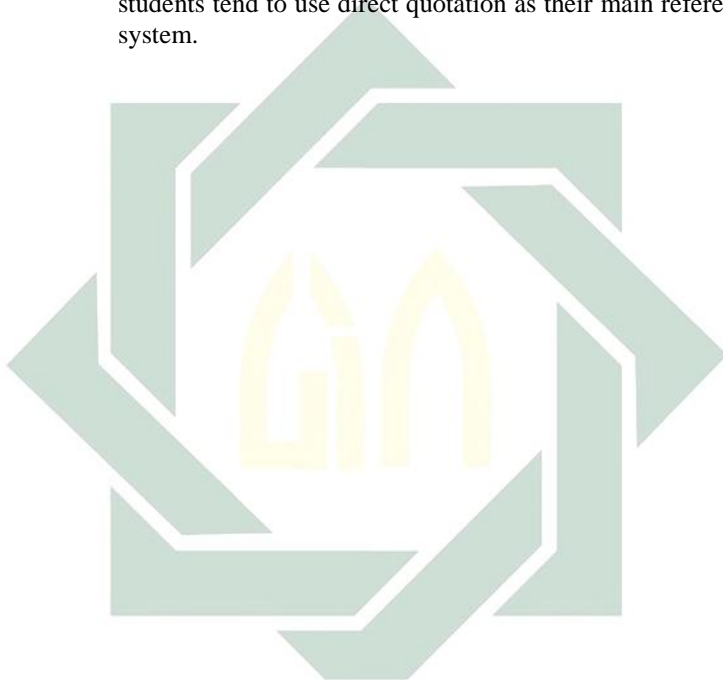 students tend to use direct quotation as their main refere
system.